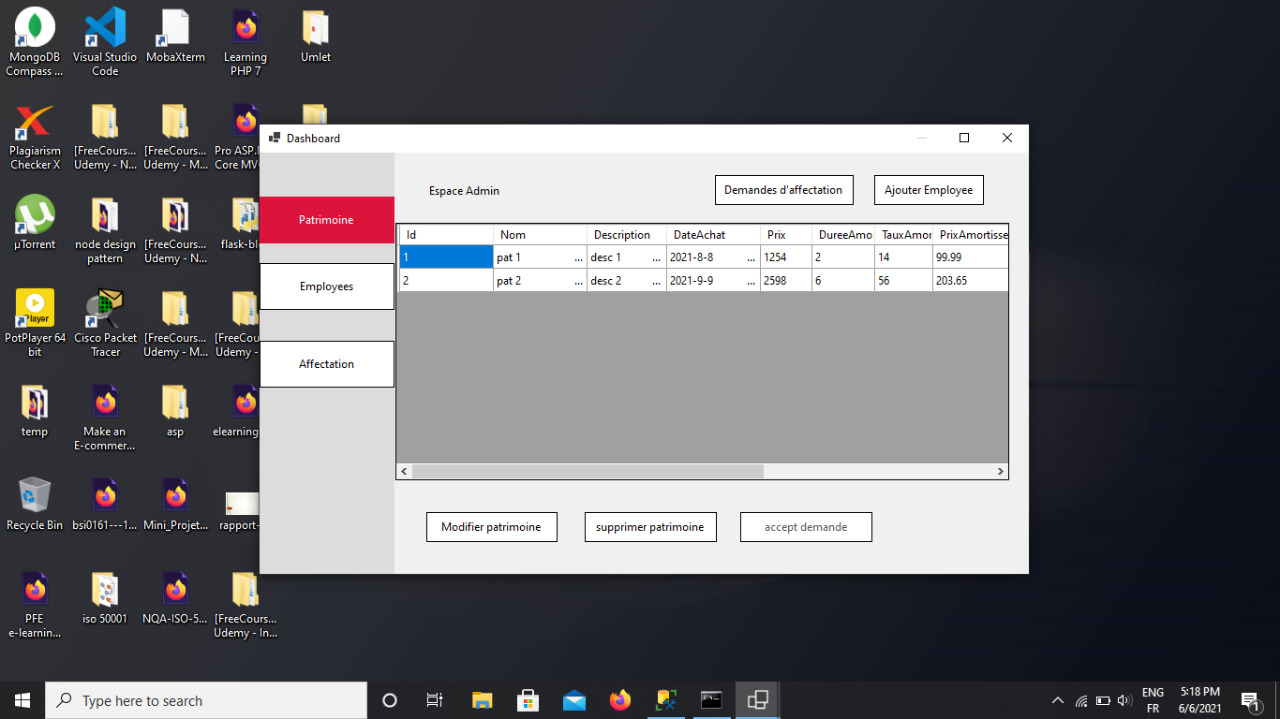 MongoDB
Compass ...
Visual Studio
Code
MobaXterm
Learning
PHP 7
Umlet
Plagiarism
Checker X
[FreeCours...
Udemy - N...
[FreeCours...
Udemy - M...
Pro ASP.
Core MV
µTorrent
node design
pattern
[FreeCours...
Udemy - N...
flask-bl
PotPlayer 64
bit
Player
Cisco Packet
Tracer
[FreeCours...
Udemy - M...
[FreeCou
Udemy -
temp
Make an
E-commer...
asp
elearning
Recycle Bin
bsi0161---1...
Mini_Projet...
rapport-
PFE
e-learnin...
iso 50001
NQA-ISO-5...
[FreeCours...
Udemy - In...
Dashboard
Patrimoine
Employees
Affectation
Espace Admin
Demandes d'affectation
Ajouter Employee
Id Nom Description DateAchat Prix DureeAmo TauxAmor PrixAmortisse
1 pat 1 ... desc 1 ... 2021-8-8 ... 1254 2 14 99.99
2 pat 2 ... desc 2 ... 2021-9-9 ... 2598 6 56 203.65
Modifier patrimoine
supprimer patrimoine
accept demande
Type here to search
ENG
FR
5:18 PM
6/6/2021
1